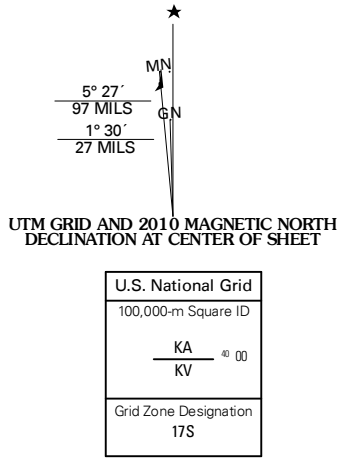 ★
MN
5° 27´
97 MILS
GN
1° 30´
27 MILS
UTM GRID AND 2010 MAGNETIC NORTH
DECLINATION AT CENTER OF SHEET
U.S. National Grid
100,000-m Square ID
KA
40 00
KV
Grid Zone Designation
17S